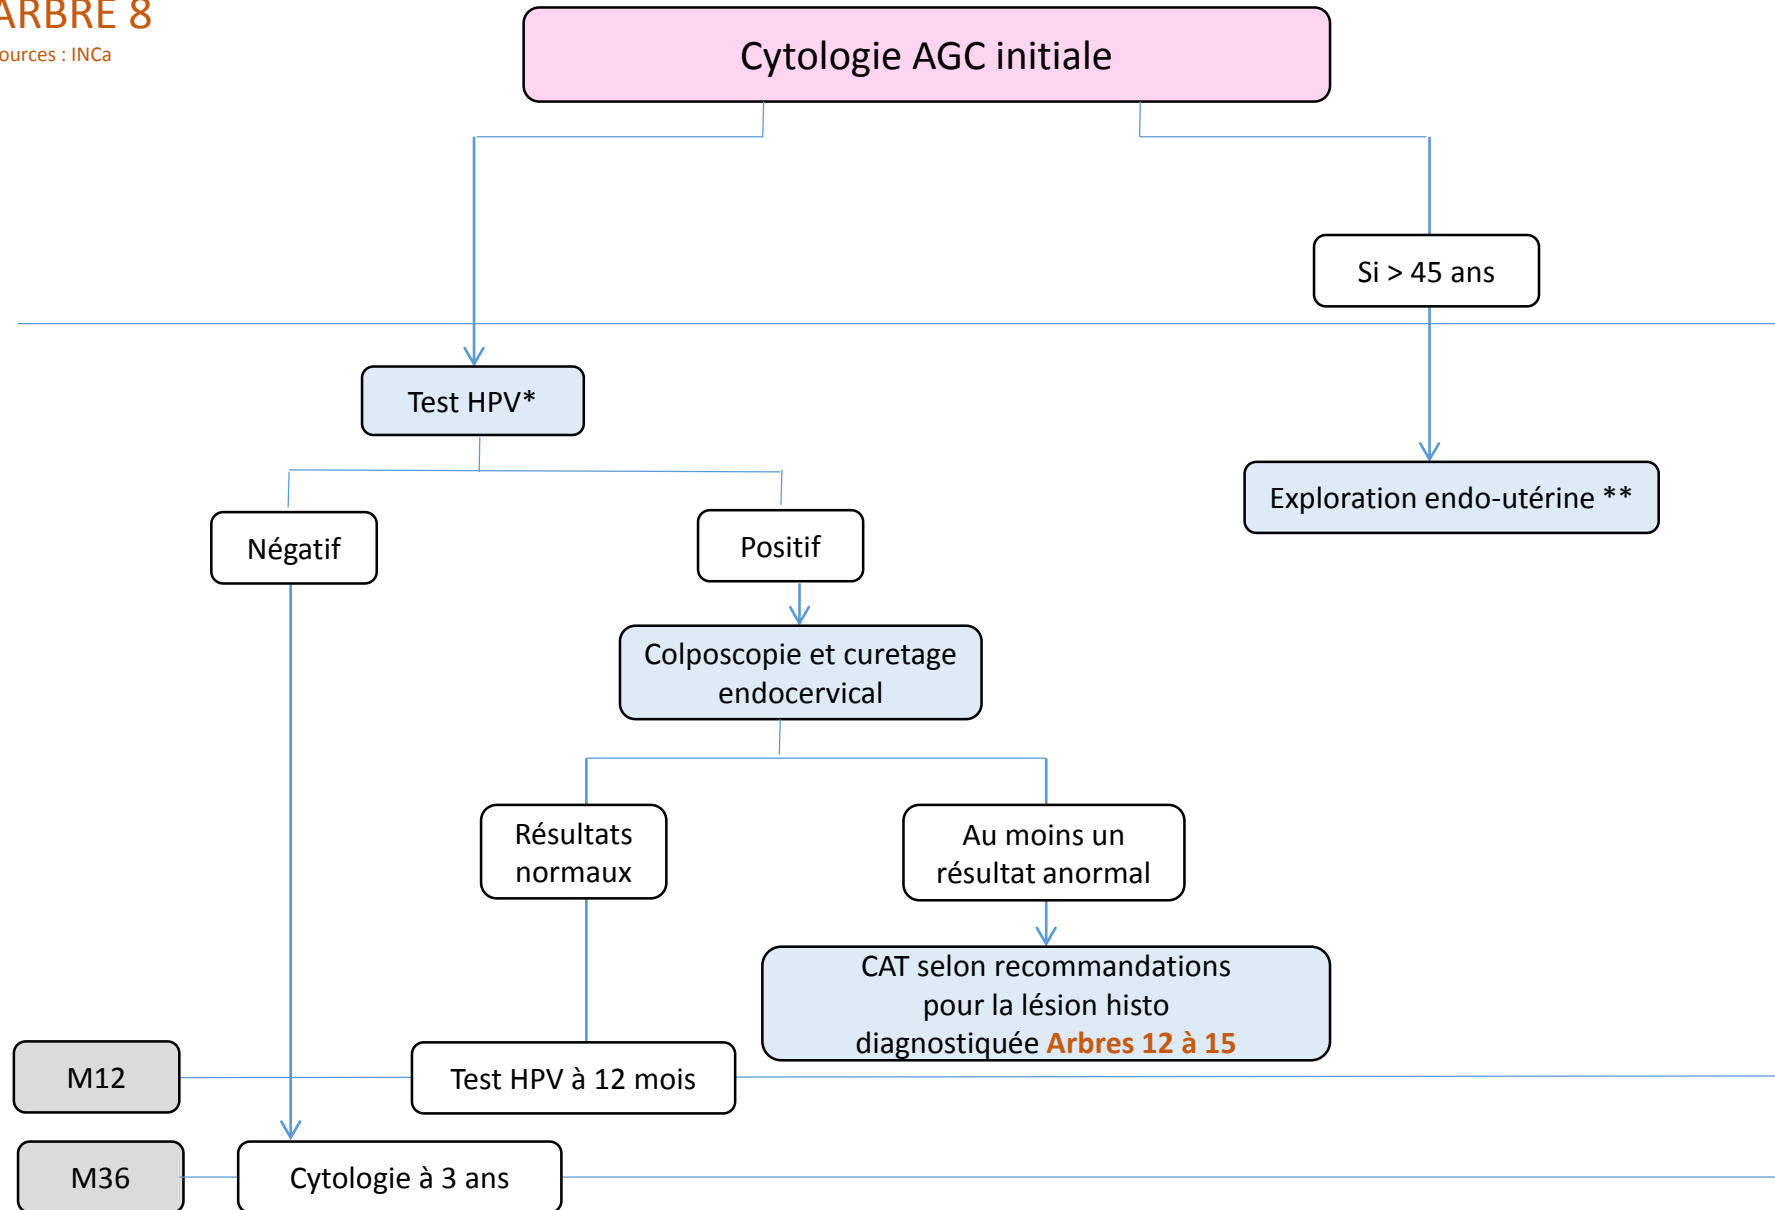 ARBRE 8
ources : INCa
Cytologie AGC initiale
Si > 45 ans
Test HPV*
Exploration endo-utérine **
Négatif
Positif
Colposcopie et curetage
endocervical
Résultats
normaux
Au moins un
résultat anormal
CAT selon recommandations
pour la lésion histo
diagnostiquée Arbres 12 à 15
M12
Test HPV à 12 mois
M36
Cytologie à 3 ans